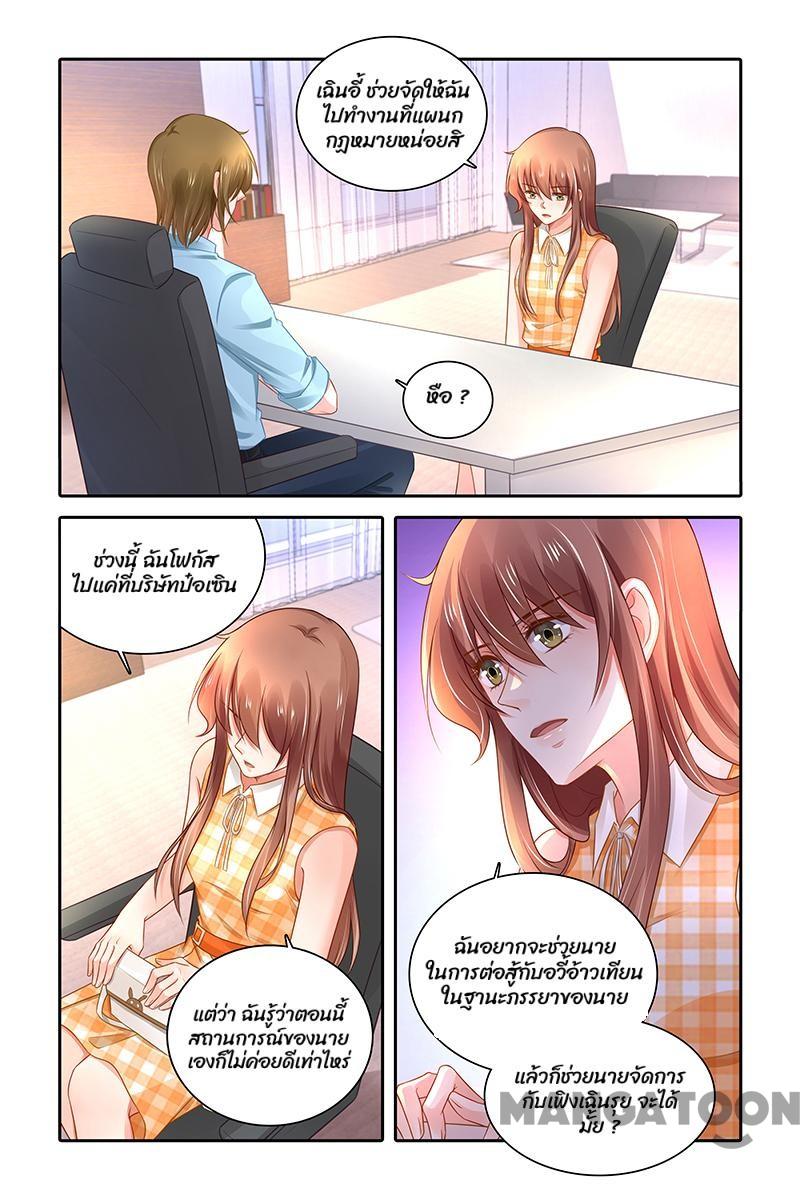 เฉินอี้ ช่วยจัดให้ฉัน
ไปทำงานที่แผนก
กฎหมายหน่อยสิ
หือ ?
ช่วงนี้ ฉันโฟกัส
ไปแค่ที่บริษัทป๋อเซิน
แต่ว่า ฉันรู้ว่าตอนนี้
สถานการณ์ของนาย
เองก็ไม่ค่อยดีเท่าไหร่
ฉันอยากจะช่วยนาย
ในการต่อสู้กับอวี้อ้าวเทียน
ในฐานะภรรยาของนาย
แล้วก็ช่วยนายจัดการ
กับเฟิงเฉินรุย จะได้
มั้ย ?
MANGATOON